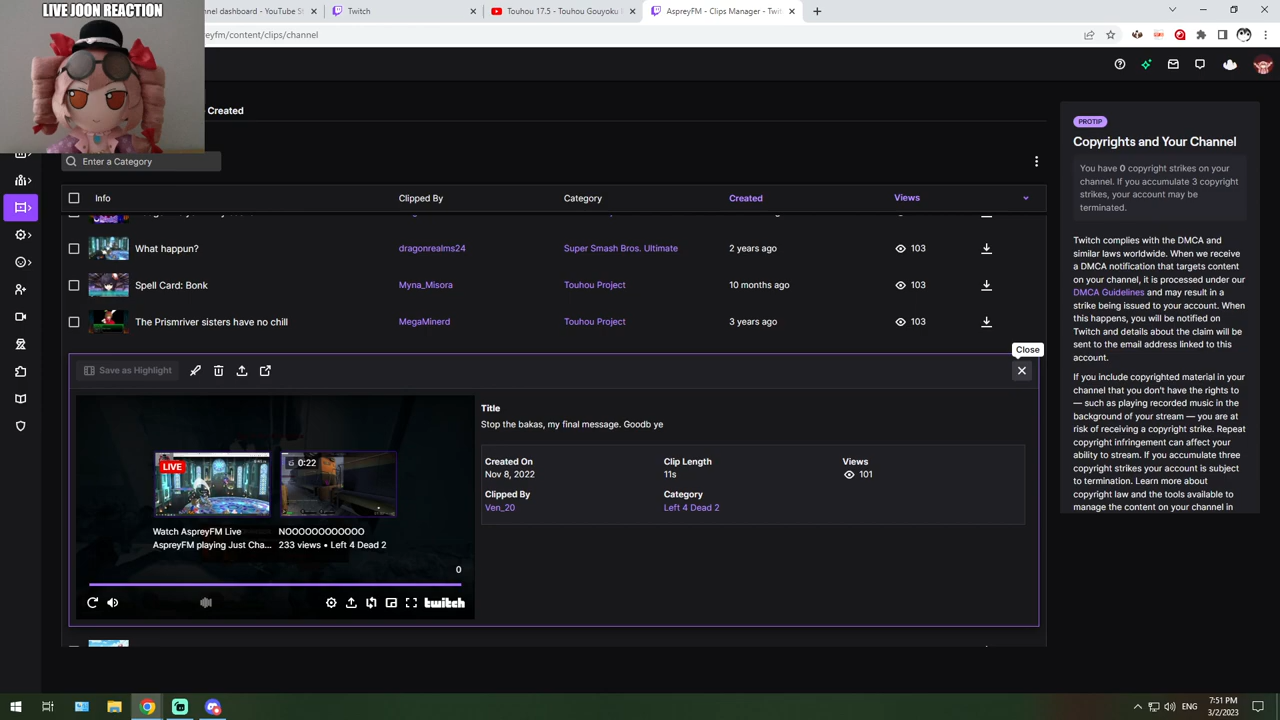 LIVE JOON REACTION
nnel dashboard - YouTube St
Twitch
Touhou 17.5 - Touhou Gouyoku
AspreyFM - Clips Manager - Twit
eyfm/content/clips/channel
Created
Enter a Category
Info
Clipped By
Category
Created
Views
What happun?
dragonrealms24
Super Smash Bros. Ultimate
2 years ago
103
Spell Card: Bonk
Myna_Misora
Touhou Project
10 months ago
103
The Prismriver sisters have no chill
MegaMinerd
Touhou Project
3 years ago
103
Close
Save as Highlight
Title
Stop the bakas, my final message. Goodb ye
Created On
Nov 8, 2022
Clip Length
11s
Views
101
Clipped By
Ven_20
Category
Left 4 Dead 2
LIVE
0:22
Watch AspreyFM Live
AspreyFM playing Just Cha...
NOOOOOOOOOOOO
233 views • Left 4 Dead 2
0
twitch
PROTIP
Copyrights and Your Channel
You have 0 copyright strikes on
your channel. If you accumulate 3 copyright
strikes, your account may be
terminated.
Twitch complies with the DMCA and
similar laws worldwide. When we receive
a DMCA notification that targets content
on your channel, it is processed under our
DMCA Guidelines and may result in a
strike being issued to your account. When
this happens, you will be notified on
Twitch and details about the claim will be
sent to the email address linked to this
account.
If you include copyrighted material in your
channel that you don't have the rights to
— such as playing recorded music in the
background of your stream — you are at
risk of receiving a copyright strike. Repeat
copyright infringement can affect your
ability to stream. If you accumulate three
copyright strikes your account is subject
to termination. Learn more about
copyright law and the tools available to
manage the content on your channel in
ENG
7:51 PM
3/2/2023